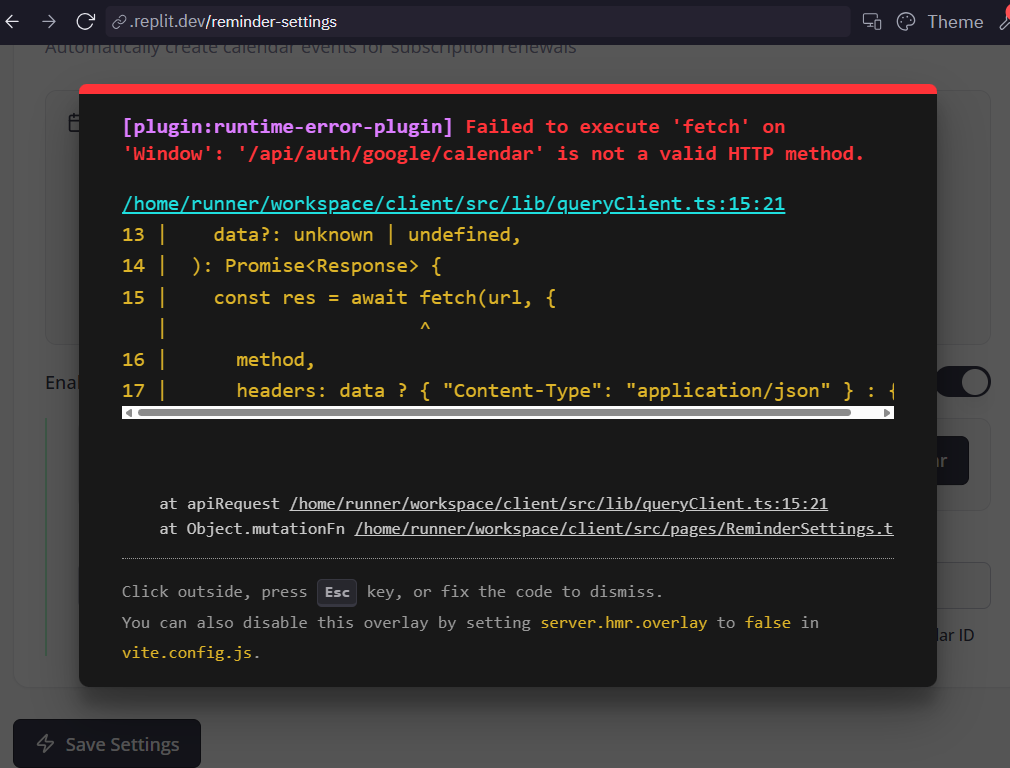 .replit.dev/reminder-settings
Theme
Automatically create calendar events for subscription renewals
[plugin:runtime-error-plugin] Failed to execute 'fetch' on
'Window': '/api/auth/google/calendar' is not a valid HTTP method.
/home/runner/workspace/client/src/lib/queryClient.ts:15:21
13 |    data?: unknown | undefined,
14 |  ): Promise<Response> {
15 |    const res = await fetch(url, {
   |                      ^
16 |      method,
17 |      headers: data ? { "Content-Type": "application/json" } : {
Enal
ar
at apiRequest /home/runner/workspace/client/src/lib/queryClient.ts:15:21
at Object.mutationFn /home/runner/workspace/client/src/pages/ReminderSettings.t
Click outside, press Esc key, or fix the code to dismiss.
You can also disable this overlay by setting server.hmr.overlay to false in
vite.config.js.
dar ID
Save Settings